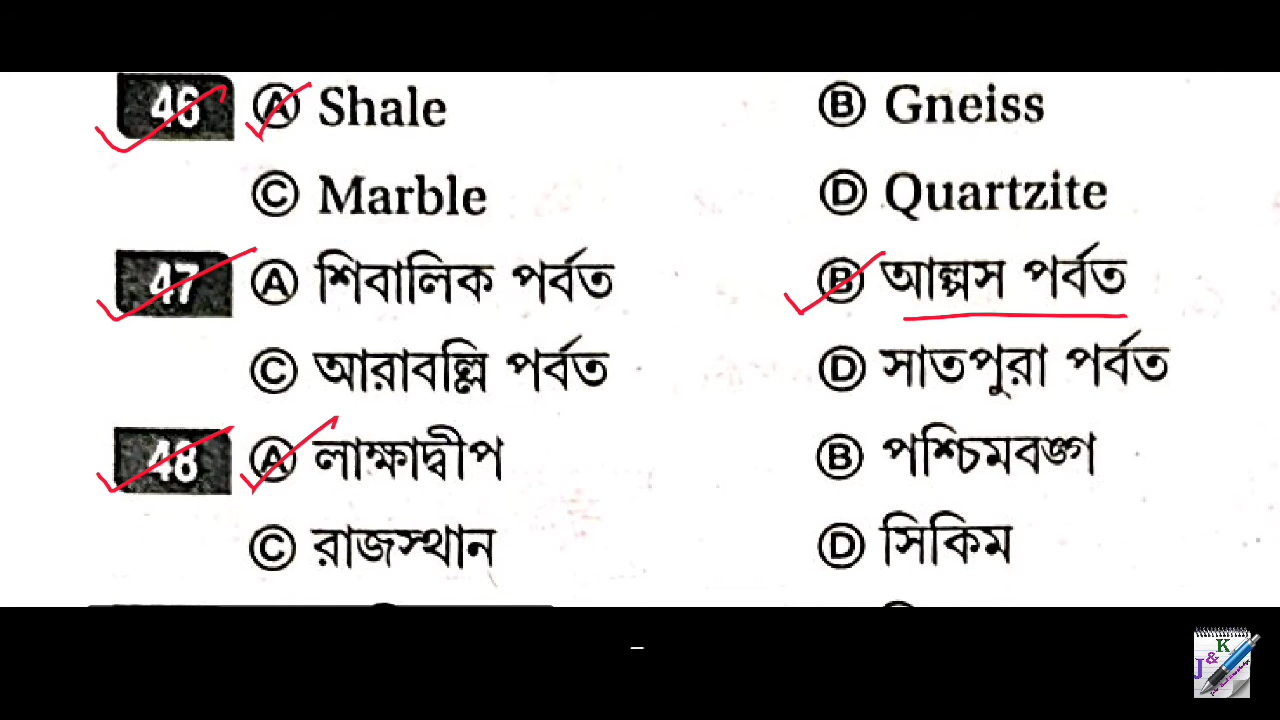 46 A Shale B Gneiss
C Marble D Quartzite
47 A শিবালিক পর্বত B আল্পস পর্বত
C আরাবল্লি পর্বত D সাতপুরা পর্বত
48 A লাক্ষাদ্বীপ B পশ্চিমবঙ্গ
C রাজস্থান D সিকিম
J&K